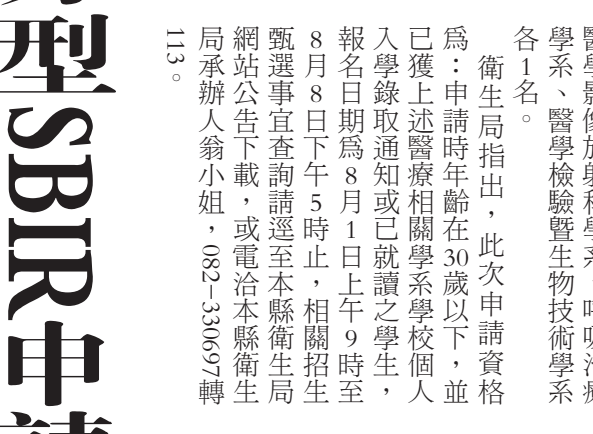 醫學影像放射科學系、呼吸治療
學系、醫學檢驗暨生物技術學系
各1名。
衛生局指出，此次申請資格
為：申請時年齡在30歲以下，並
已獲上述醫療相關學系學校個人
入學錄取通知或已就讀之學生，
報名日期為8月1日上午9時至
8月8日下午5時止，相關招生
甄選事宜查詢請逕至本縣衛生局
網站公告下載，或電洽本縣衛生
局承辦人翁小姐，082-330697轉
113。
型SBIR申請